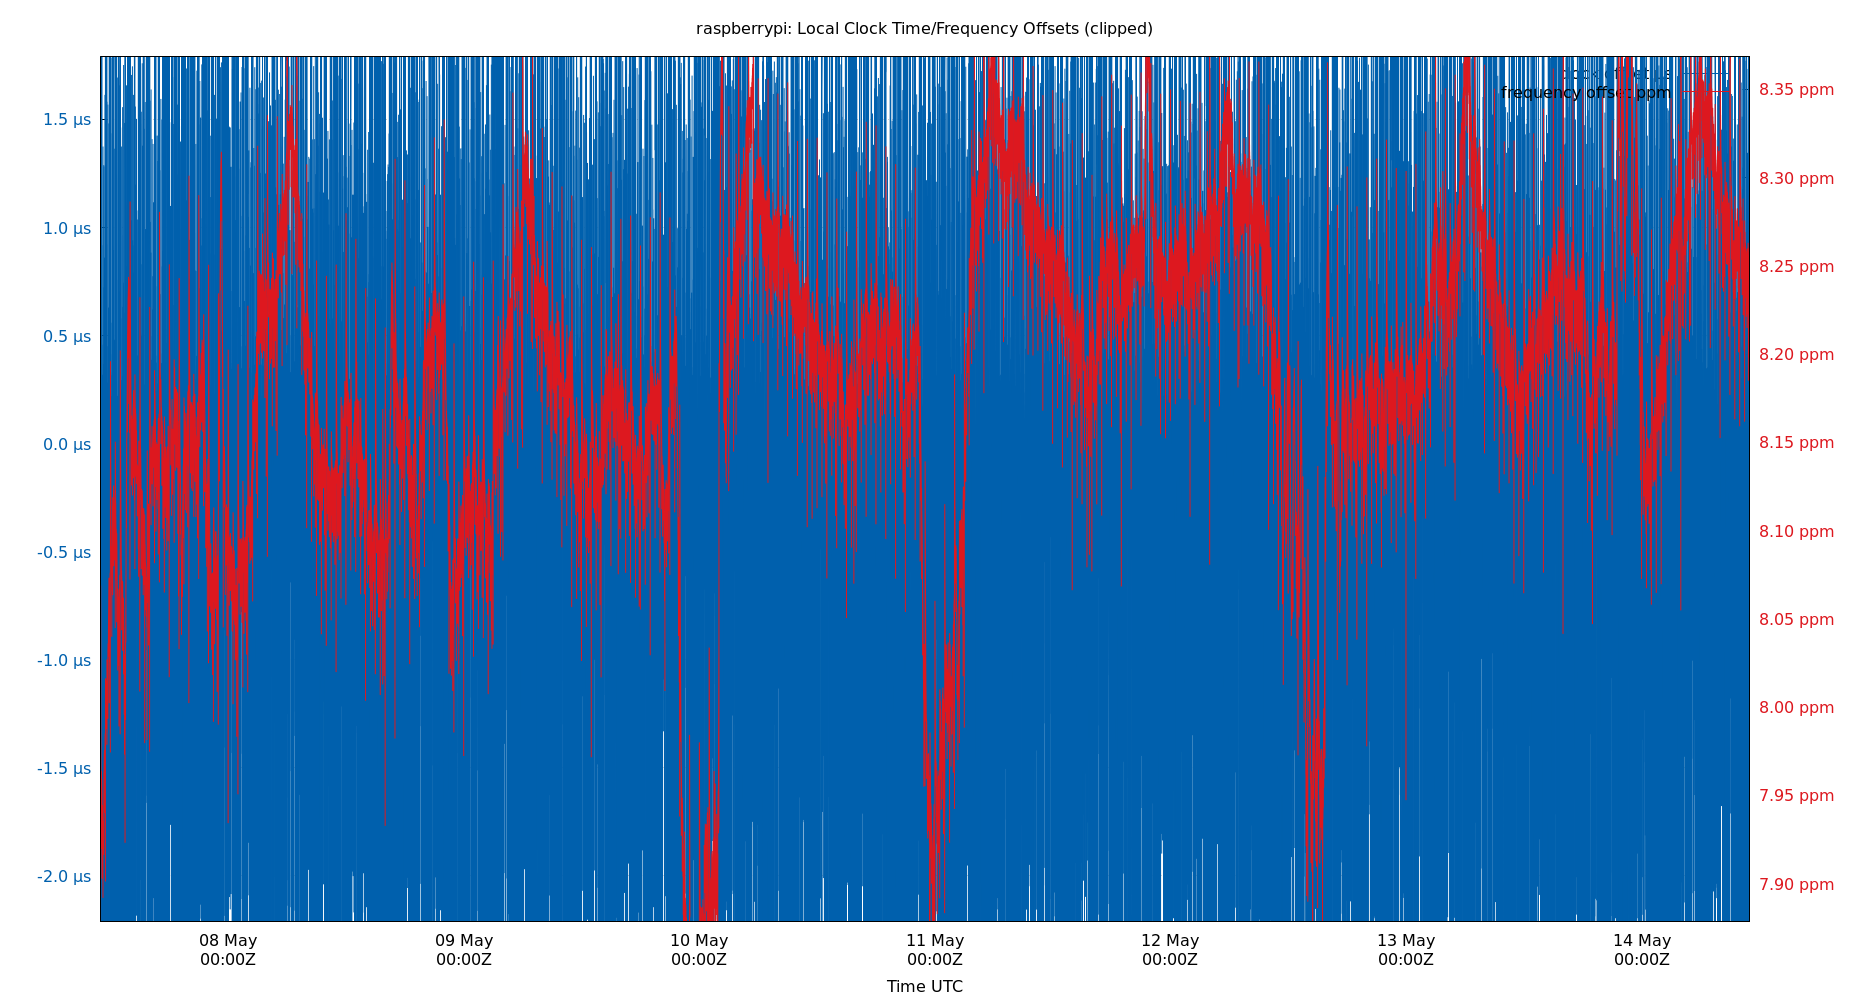 raspberrypi: Local Clock Time/Frequency Offsets (clipped)
clock offset µs
frequency offset ppm
1.5 µs
1.0 µs
0.5 µs
0.0 µs
-0.5 µs
-1.0 µs
-1.5 µs
-2.0 µs
8.35 ppm
8.30 ppm
8.25 ppm
8.20 ppm
8.15 ppm
8.10 ppm
8.05 ppm
8.00 ppm
7.95 ppm
7.90 ppm
08 May
00:00Z
09 May
00:00Z
10 May
00:00Z
11 May
00:00Z
12 May
00:00Z
13 May
00:00Z
14 May
00:00Z
Time UTC